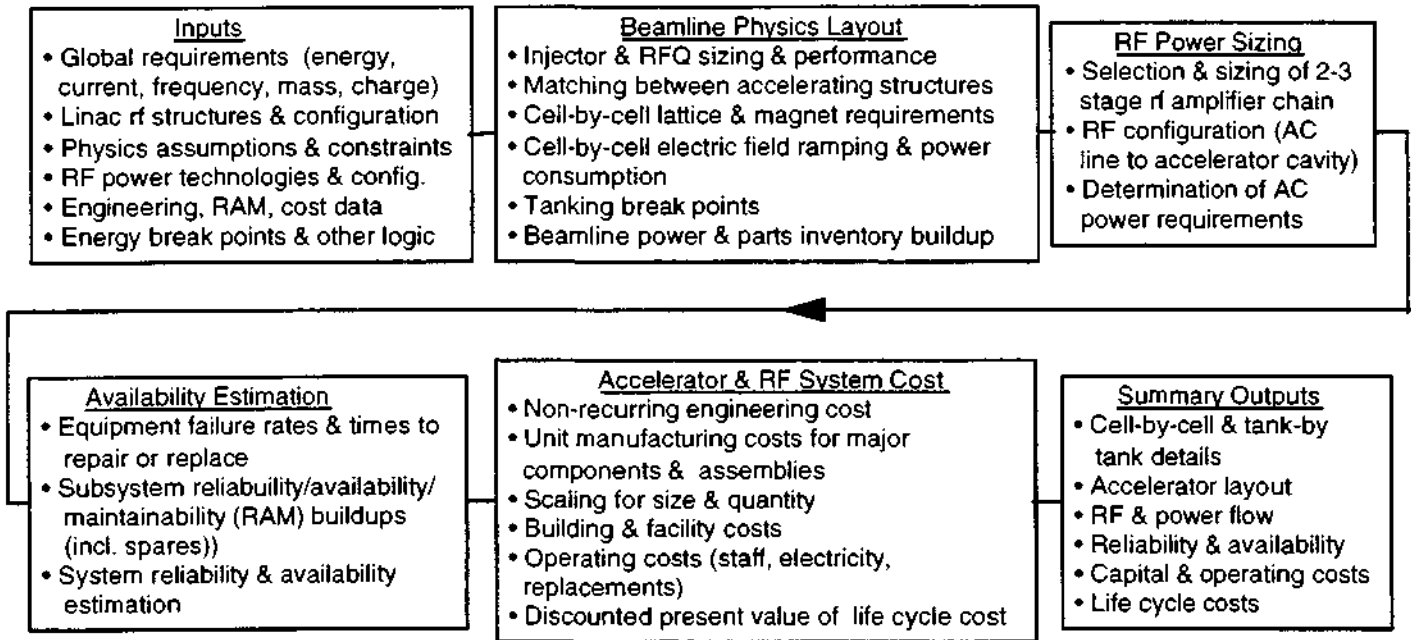 Inputs
• Global requirements (energy,
current, frequency, mass, charge)
• Linac rf structures & configuration
• Physics assumptions & constraints
• RF power technologies & config.
• Engineering, RAM, cost data
• Energy break points & other logic
Beamline Physics Layout
• Injector & RFQ sizing & performance
• Matching between accelerating structures
• Cell-by-cell lattice & magnet requirements
• Cell-by-cell electric field ramping & power
consumption
• Tanking break points
• Beamline power & parts inventory buildup
RF Power Sizing
• Selection & sizing of 2-3
stage rf amplifier chain
• RF configuration (AC
line to accelerator cavity)
• Determination of AC
power requirements
Availability Estimation
• Equipment failure rates & times to
repair or replace
• Subsystem reliabuility/availability/
maintainability (RAM) buildups
(incl. spares))
• System reliability & availability
estimation
Accelerator & RF System Cost
• Non-recurring engineering cost
• Unit manufacturing costs for major
components & assemblies
• Scaling for size & quantity
• Building & facility costs
• Operating costs (staff, electricity,
replacements)
• Discounted present value of life cycle cost
Summary Outputs
• Cell-by-cell & tank-by
tank details
• Accelerator layout
• RF & power flow
• Reliability & availability
• Capital & operating costs
• Life cycle costs